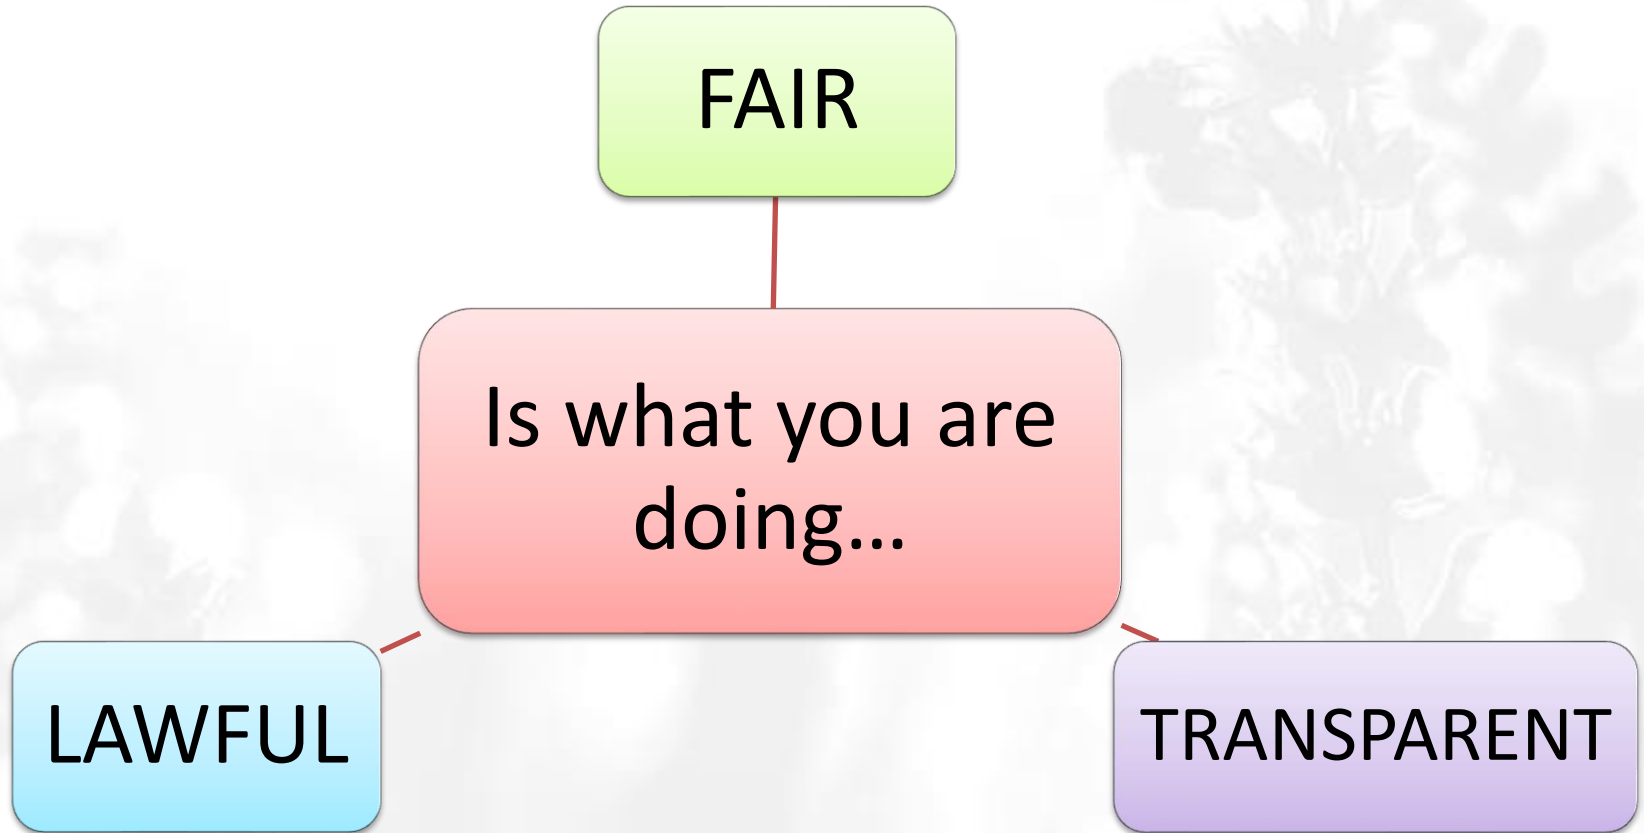 FAIR
Is what you are
doing...
LAWFUL
TRANSPARENT